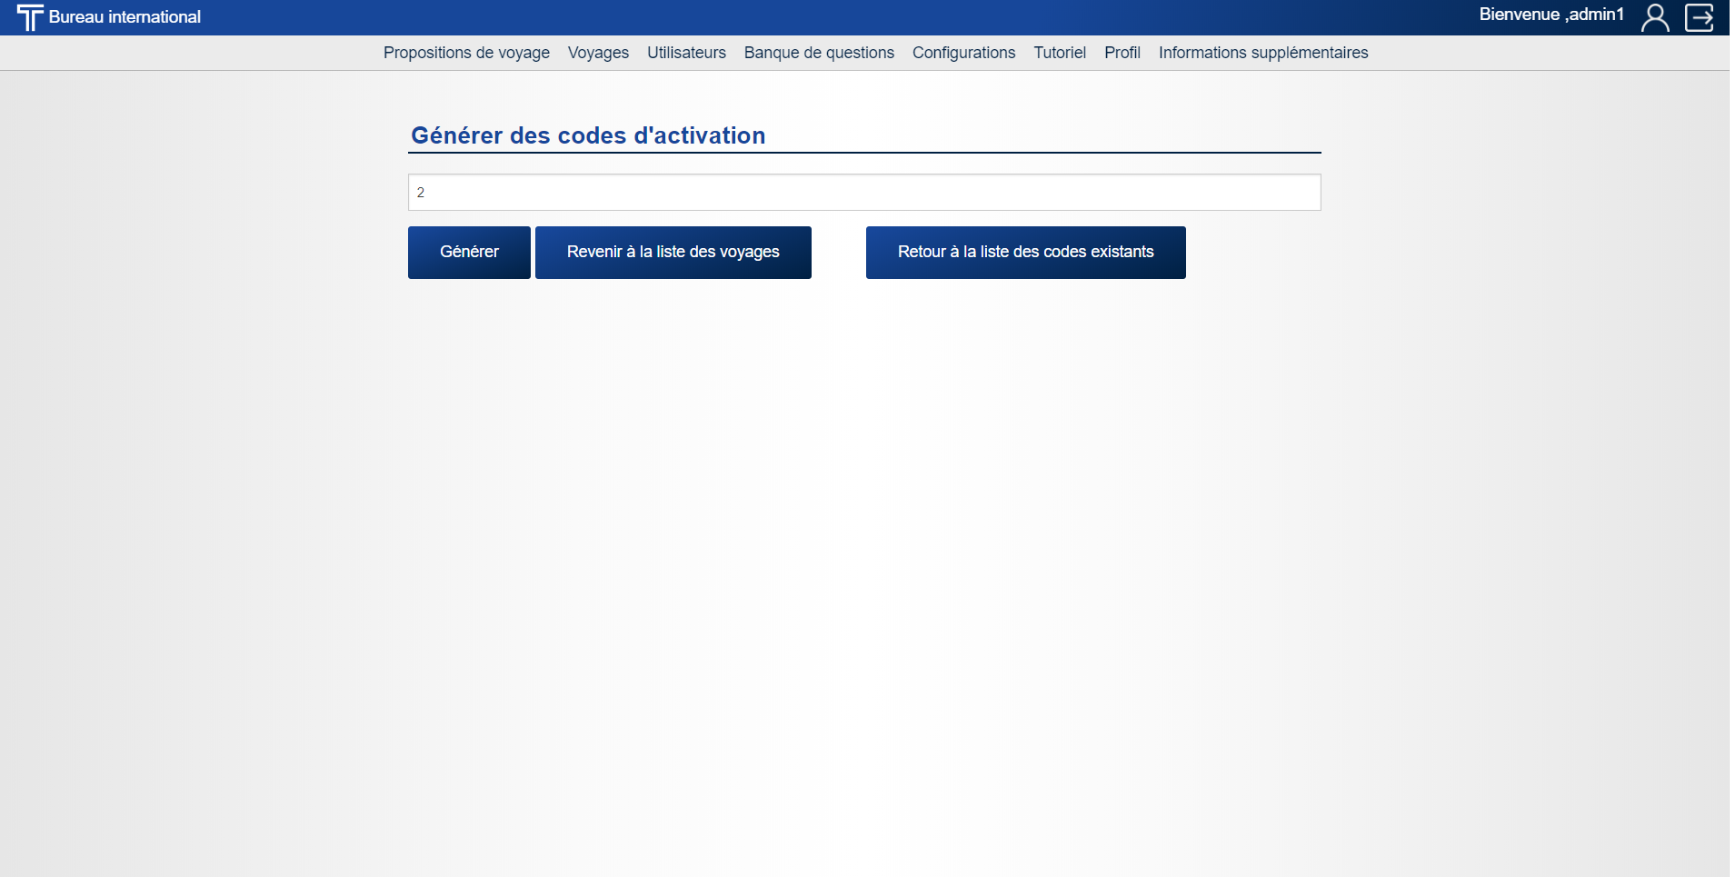 Bureau international
Bienvenue ,admin1
Propositions de voyage Voyages Utilisateurs Banque de questions Configurations Tutoriel Profil Informations supplémentaires
Générer des codes d'activation
2
Générer Revenir à la liste des voyages Retour à la liste des codes existants